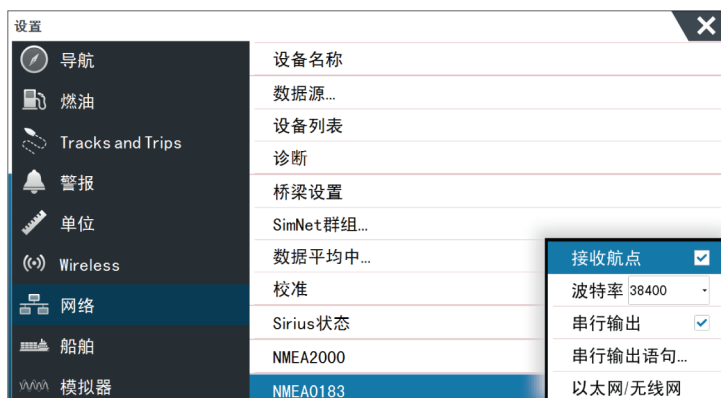 设置
导航
燃油
Tracks and Trips
警报
单位
Wireless
网络
船舶
模拟器
设备名称
数据源…
设备列表
诊断
桥梁设置
SimNet群组…
数据平均中…
校准
Sirius状态
NMEA2000
NMEA0183
接收航点
波特率 38400
串行输出
串行输出语句…
以太网/无线网